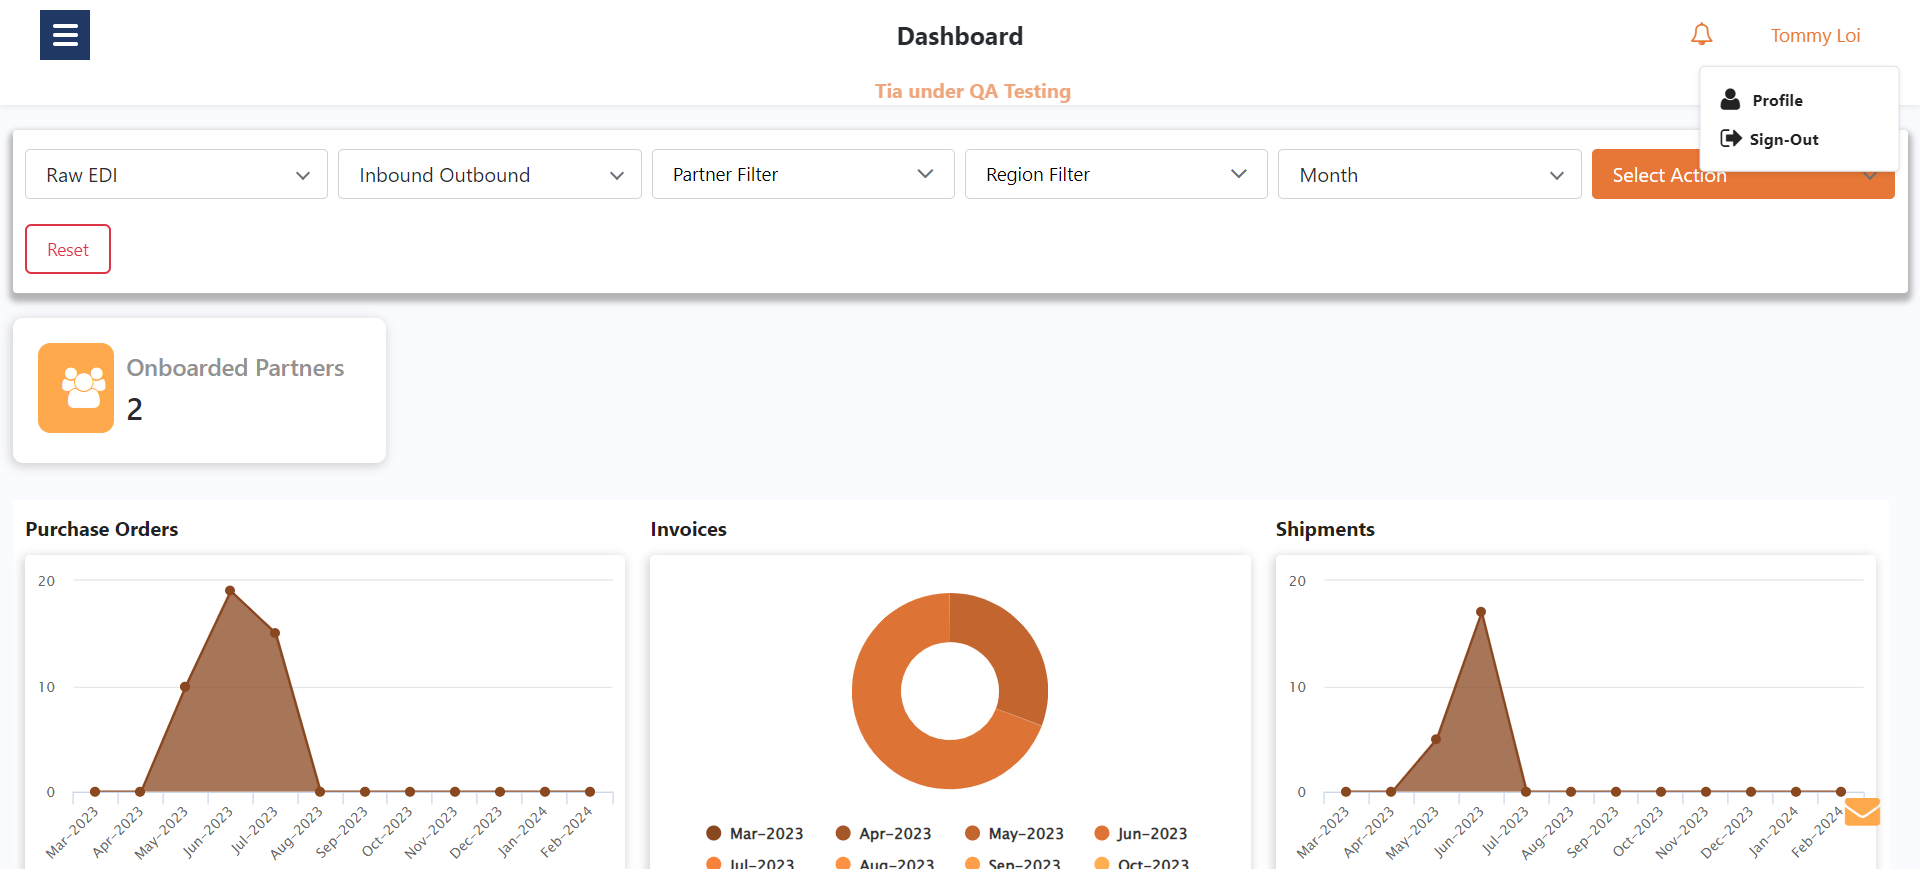 Dashboard
Tommy Loi
Tia under QA Testing
Profile
Sign-Out
Raw EDI
Inbound Outbound
Partner Filter
Region Filter
Month
Select Action
Reset
Onboarded Partners
2
Purchase Orders
20
10
0
Mar-2023
Apr-2023
May-2023
Jun-2023
Jul-2023
Aug-2023
Sep-2023
Oct-2023
Nov-2023
Dec-2023
Jan-2024
Feb-2024
Invoices
Mar-2023
Apr-2023
May-2023
Jun-2023
Jul-2023
Aug-2023
Sep-2023
Oct-2023
Shipments
20
10
0
Mar-2023
Apr-2023
May-2023
Jun-2023
Jul-2023
Aug-2023
Sep-2023
Oct-2023
Nov-2023
Dec-2023
Jan-2024
Feb-2024